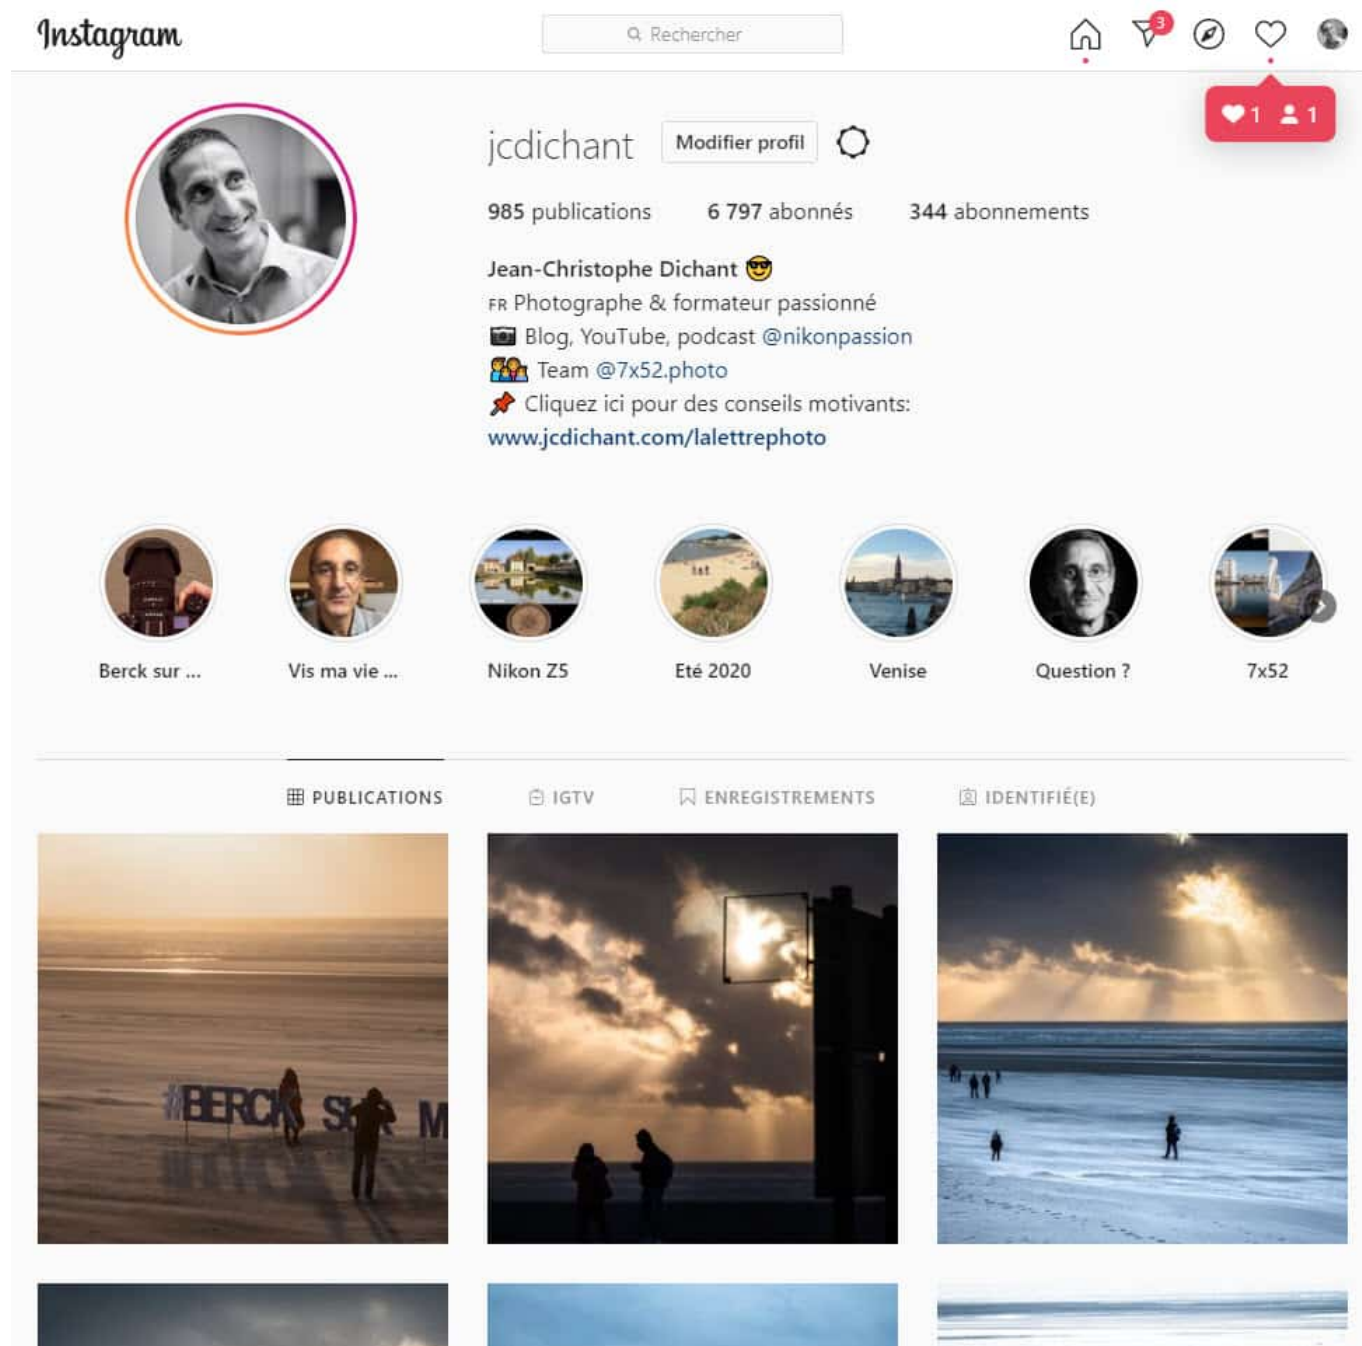 Instagram
Rechercher
3
1 1
jcdichant Modifier profil
985 publications 6 797 abonnés 344 abonnements
Jean-Christophe Dichant 😎
FR Photographe & formateur passionné
📷 Blog, YouTube, podcast @nikonpassion
👨‍👩‍👧‍👦 Team @7x52.photo
📌 Cliquez ici pour des conseils motivants:
www.jcdichant.com/lalettrephoto
Berck sur ... Vis ma vie ... Nikon Z5 Eté 2020 Venise Question ? 7x52
PUBLICATIONS IGTV ENREGISTREMENTS IDENTIFIÉ(E)
#BERCK SUR M